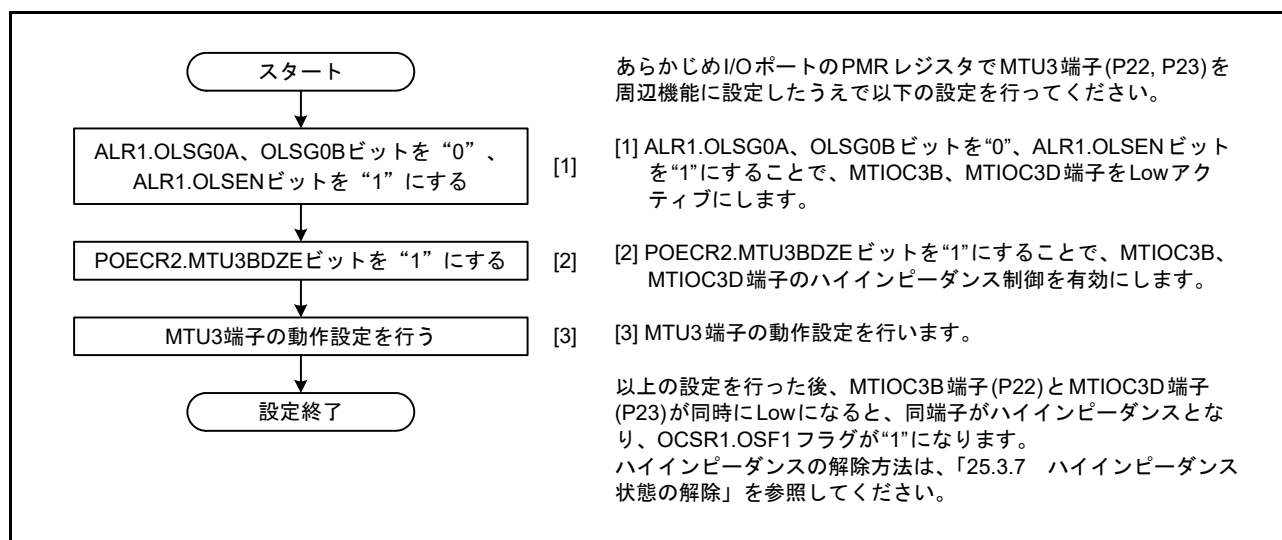 スタート
ALR1.OLSG0A、OLSG0Bビットを“0”、
ALR1.OLSENビットを“1”にする
[1]
POECR2.MTU3BDZEビットを“1”にする
[2]
MTU3端子の動作設定を行う
[3]
設定終了
あらかじめI/OポートのPMRレジスタでMTU3端子(P22, P23)を
周辺機能に設定したうえで以下の設定を行ってください。
[1] ALR1.OLSG0A、OLSG0Bビットを“0”、ALR1.OLSENビット
を“1”にすることで、MTIOC3B、MTIOC3D端子をLowアク
ティブにします。
[2] POECR2.MTU3BDZEビットを“1”にすることで、MTIOC3B、
MTIOC3D端子のハイインピーダンス制御を有効にします。
[3] MTU3端子の動作設定を行います。
以上の設定を行った後、MTIOC3B端子(P22)とMTIOC3D端子
(P23)が同時にLowになると、同端子がハイインピーダンスとな
り、OCSR1.OSF1フラグが“1”になります。
ハイインピーダンスの解除方法は、「25.3.7 ハイインピーダンス
状態の解除」を参照してください。